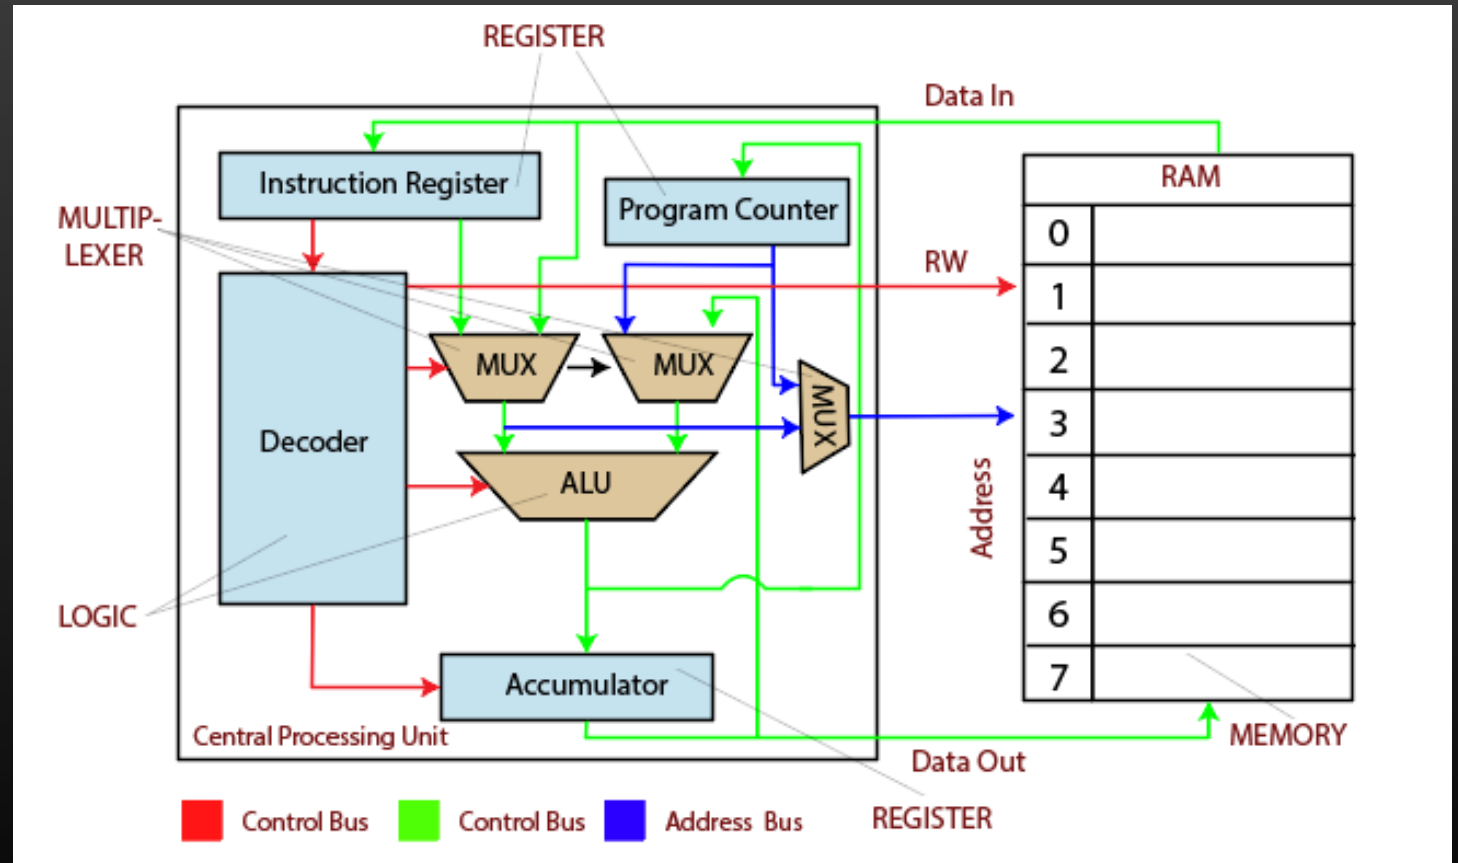 REGISTER
Data In
Instruction Register
RAM
Program Counter
MULTIP-
LEXER
0
RW
1
MUX
MUX
2
MUX
3
Decoder
ALU
4
Address
5
LOGIC
6
Accumulator
7
Central Processing Unit
MEMORY
Data Out
Control Bus
Control Bus
Address Bus
REGISTER